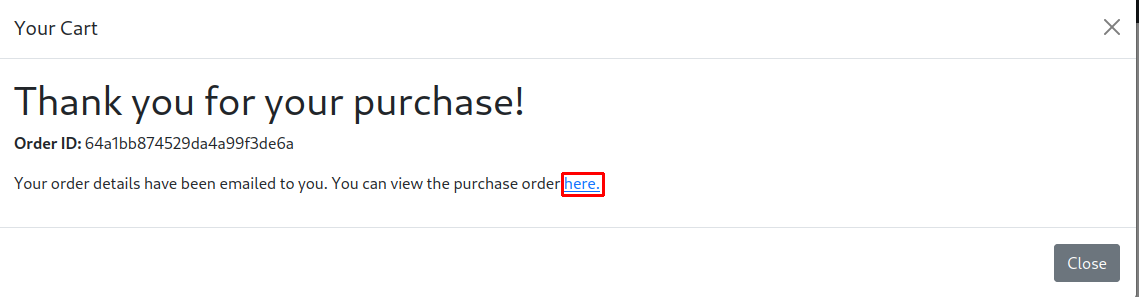 Your Cart
Thank you for your purchase!
Order ID: 64a1bb874529da4a99f3de6a
Your order details have been emailed to you. You can view the purchase order here.
Close